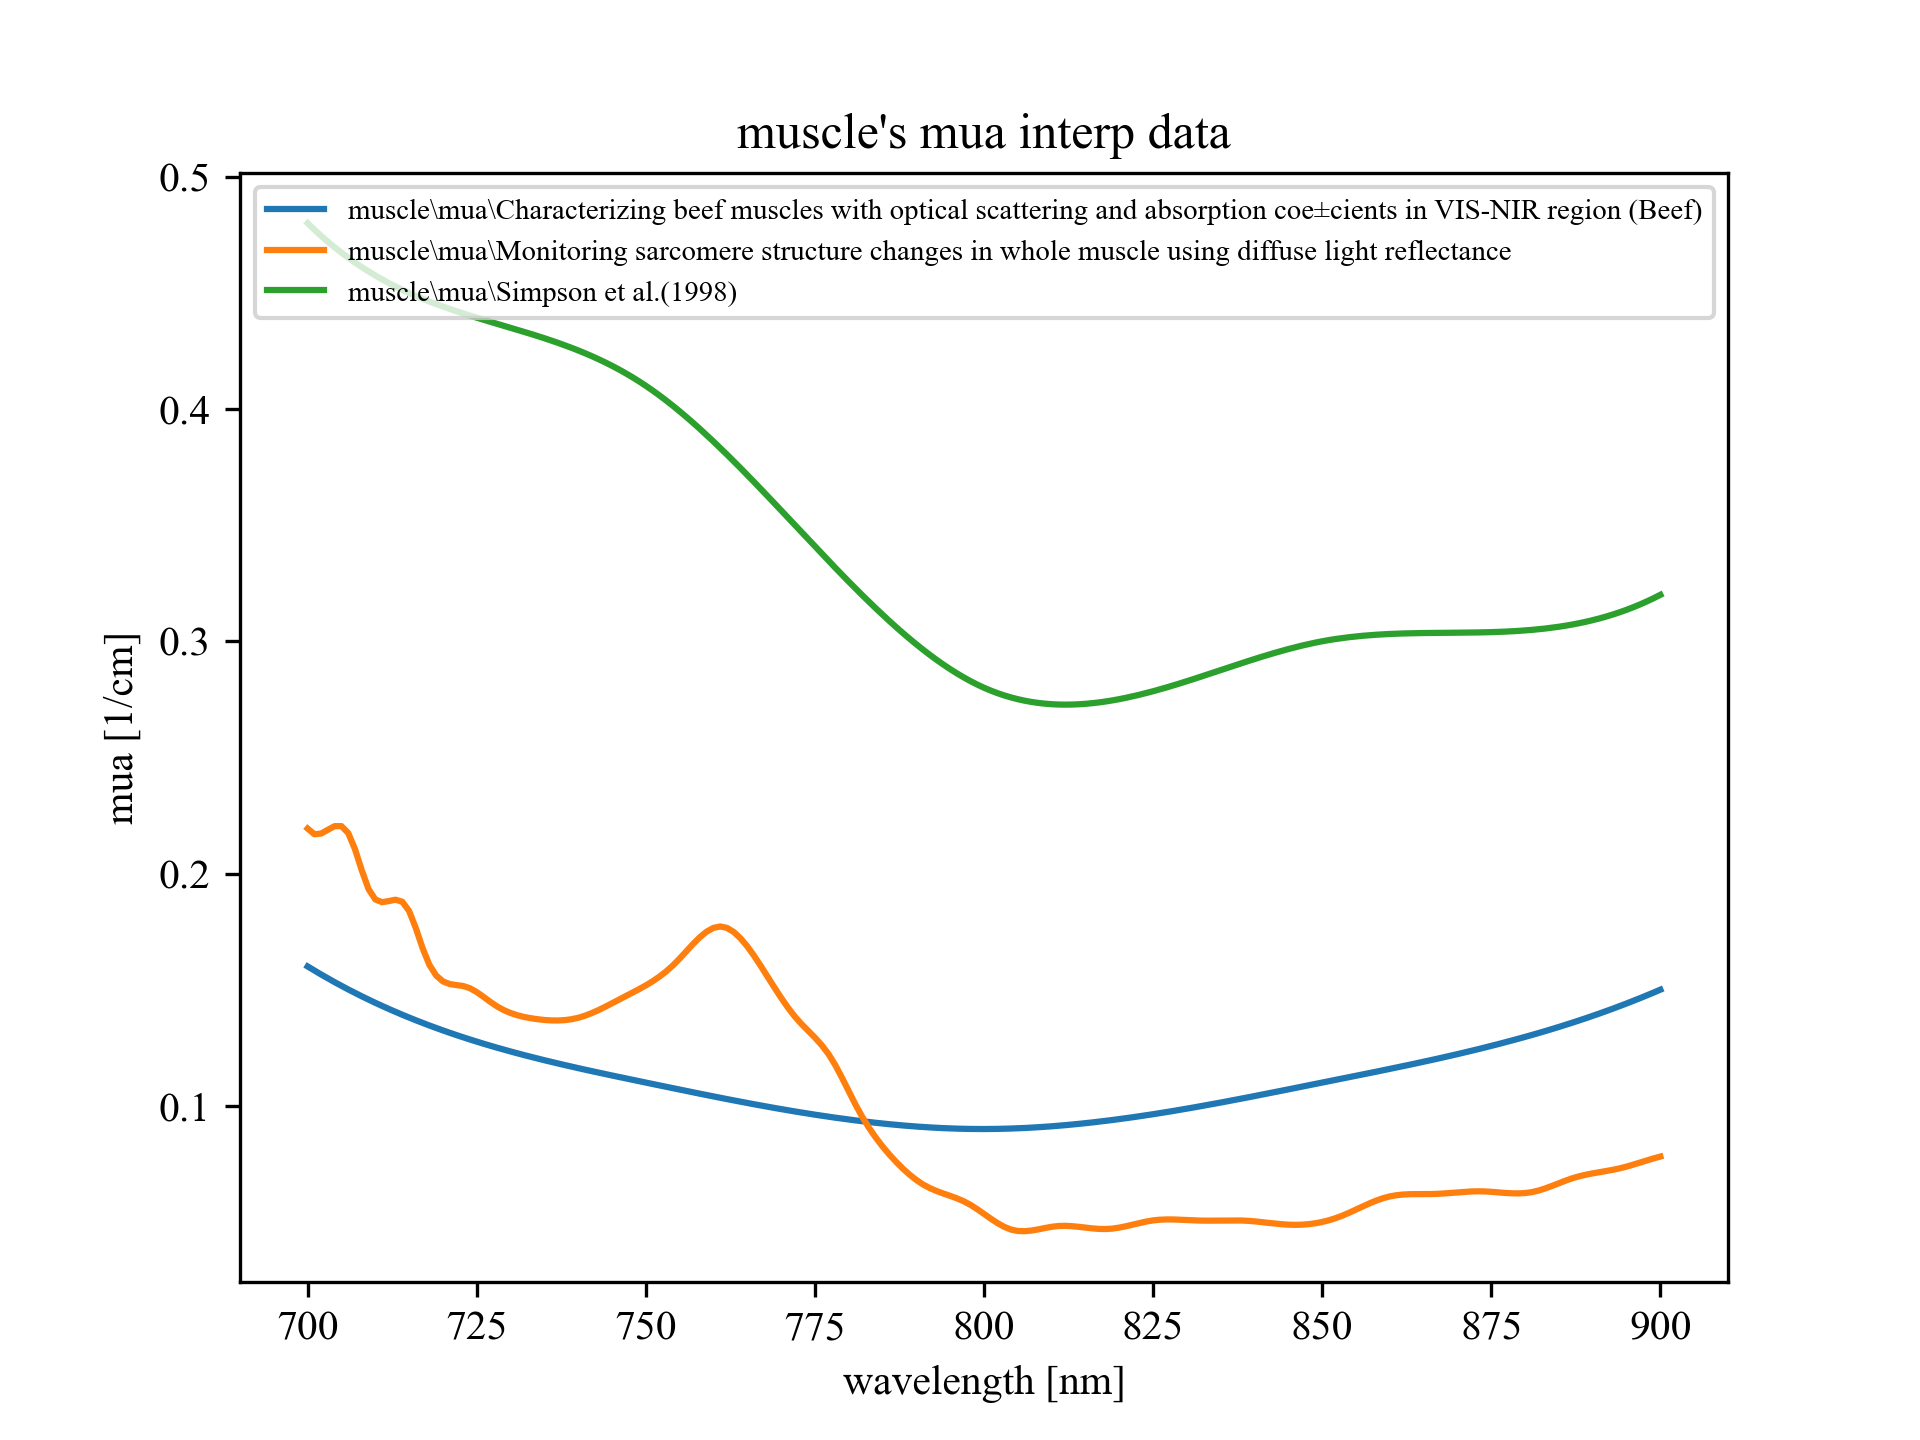 muscle's mua interp data
0.5
muscle\mua\Characterizing beef muscles with optical scattering and absorption coe±cients in VIS-NIR region (Beef)
muscle\mua\Monitoring sarcomere structure changes in whole muscle using diffuse light reflectance
muscle\mua\Simpson et al.(1998)
0.4
0.3
0.2
0.1
mua [1/cm]
700 725 750 775 800 825 850 875 900
wavelength [nm]